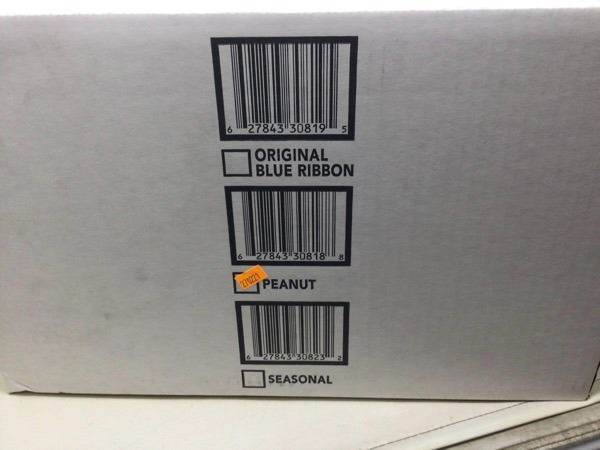 6 27843 30819 5
ORIGINAL
BLUE RIBBON
6 27843 30818 8
PEANUT
6 27843 30823 2
SEASONAL